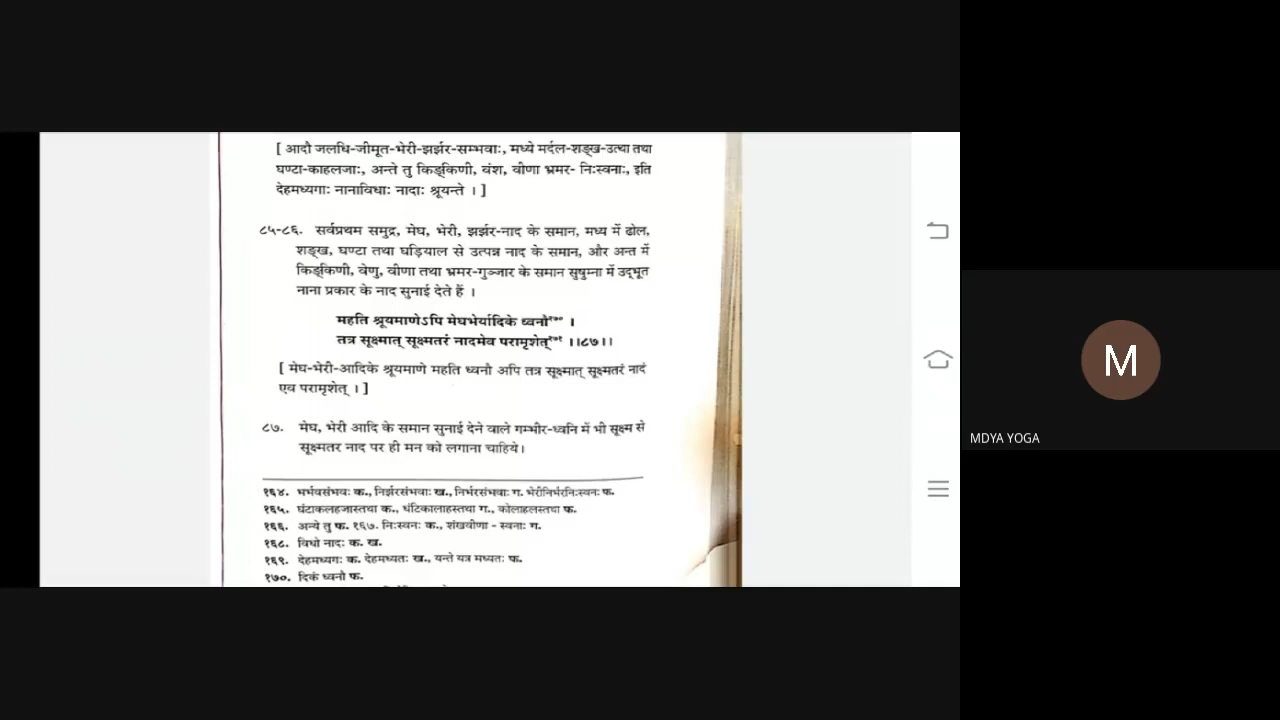 [ आदौ जलधि-जीमूत-भेरी-झर्झर-सम्भवाः, मध्ये मर्दल-शङ्ख-उत्था तथा
घण्टा-काहलजाः, अन्ते तु किङ्किणी, वंश, वीणा भ्रमर- निःस्वनाः, इति
देहमध्यगाः नानाविधाः नादाः श्रूयन्ते । ]
८५-८६. सर्वप्रथम समुद्र, मेघ, भेरी, झर्झर-नाद के समान, मध्य में ढोल,
शङ्ख, घण्टा तथा घड़ियाल से उत्पन्न नाद के समान, और अन्त में
किङ्किणी, वेणु, वीणा तथा भ्रमर-गुञ्जार के समान सुषुम्ना में उद्‌भूत
नाना प्रकार के नाद सुनाई देते हैं ।
महति श्रूयमाणेऽपि मेघभेर्यादिके ध्वनौ१७० ।
तत्र सूक्ष्मात् सूक्ष्मतरं नादमेव परामृशेत्१७१ ।।८७।।
[ मेघ-भेरी-आदिके श्रूयमाणे महति ध्वनौ अपि तत्र सूक्ष्मात् सूक्ष्मतरं नादं
एव परामृशेत् । ]
८७. मेघ, भेरी आदि के समान सुनाई देने वाले गम्भीर-ध्वनि में भी सूक्ष्म से
सूक्ष्मतर नाद पर ही मन को लगाना चाहिये।
१६४. भर्भवसंभवः क., निर्झरसंभवाः ख., निर्भरसंभवाः ग. भेरीनिर्भरनिःस्वनः फ.
१६५. घंटाकलहजास्तथा क., घंटिकालाहस्तथा ग., कोलाहलस्तथा फ.
१६६. अन्ये तु फ. १६७. निःस्वनः क., शंखवीणा - स्वनाः ग.
१६८. विधो नादः क. ख.
१६९. देहमध्यगः क. देहमध्यतः ख., यन्ते यत्र मध्यतः फ.
१७०. दिकं ध्वनौ फ.
M
MDYA YOGA